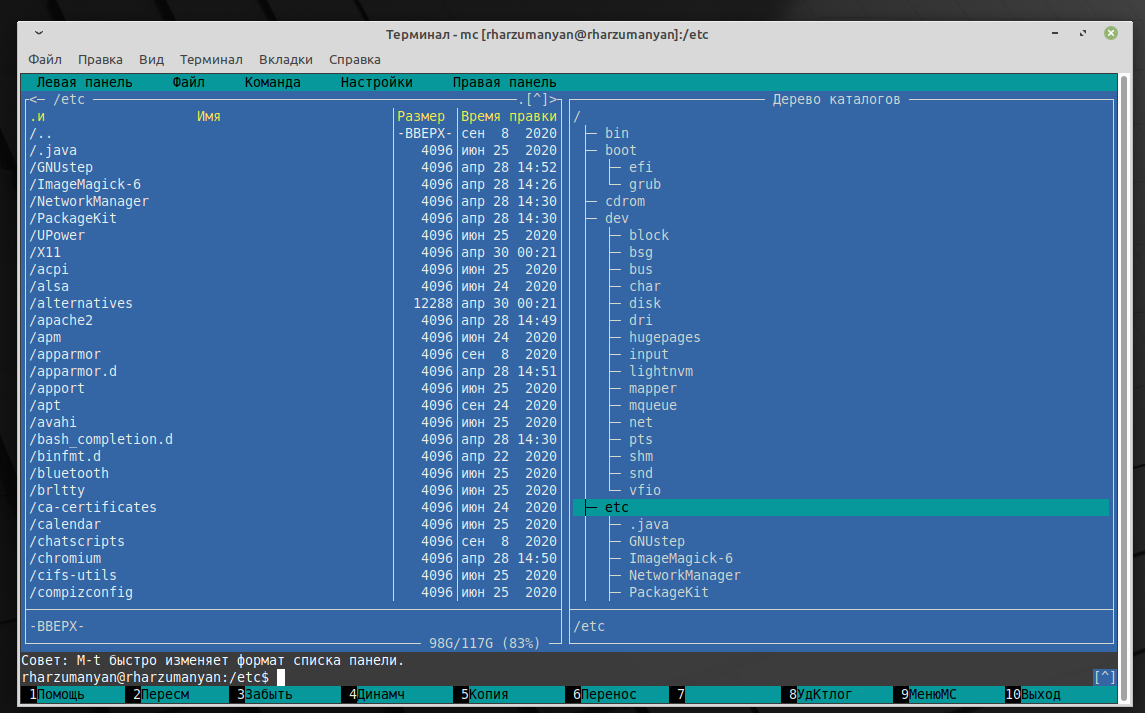 Терминал - mc [rharzumanyan@rharzumanyan]:/etc
Файл Правка Вид Терминал Вкладки Справка
Левая панель Файл Команда Настройки Правая панель
<─ /etc .[^]>
.и Имя Размер Время правки
/.. -ВВЕРХ- сен 8 2020
/.java 4096 июн 25 2020
/GNUstep 4096 апр 28 14:52
/ImageMagick-6 4096 апр 28 14:26
/NetworkManager 4096 апр 28 14:30
/PackageKit 4096 апр 28 14:30
/UPower 4096 июн 25 2020
/X11 4096 апр 30 00:21
/acpi 4096 июн 25 2020
/alsa 4096 июн 24 2020
/alternatives 12288 апр 30 00:21
/apache2 4096 апр 28 14:49
/apm 4096 июн 24 2020
/apparmor 4096 сен 8 2020
/apparmor.d 4096 апр 28 14:51
/apport 4096 июн 25 2020
/apt 4096 сен 24 2020
/avahi 4096 июн 25 2020
/bash_completion.d 4096 апр 28 14:30
/binfmt.d 4096 апр 22 2020
/bluetooth 4096 июн 25 2020
/brltty 4096 июн 25 2020
/ca-certificates 4096 июн 24 2020
/calendar 4096 июн 25 2020
/chatscripts 4096 сен 8 2020
/chromium 4096 апр 28 14:50
/cifs-utils 4096 июн 25 2020
/compizconfig 4096 июн 25 2020
-ВВЕРХ-
98G/117G (83%)
Дерево каталогов
/
bin
boot
efi
grub
cdrom
dev
block
bsg
bus
char
disk
dri
hugepages
input
lightnvm
mapper
mqueue
net
pts
shm
snd
vfio
etc
.java
GNUstep
ImageMagick-6
NetworkManager
PackageKit
/etc
Совет: M-t быстро изменяет формат списка панели.
rharzumanyan@rharzumanyan:/etc$ [^]
1Помощь 2Пересм 3Забыть 4Динамч 5Копия 6Перенос 7 8УдКтлог 9МенюMC 10Выход